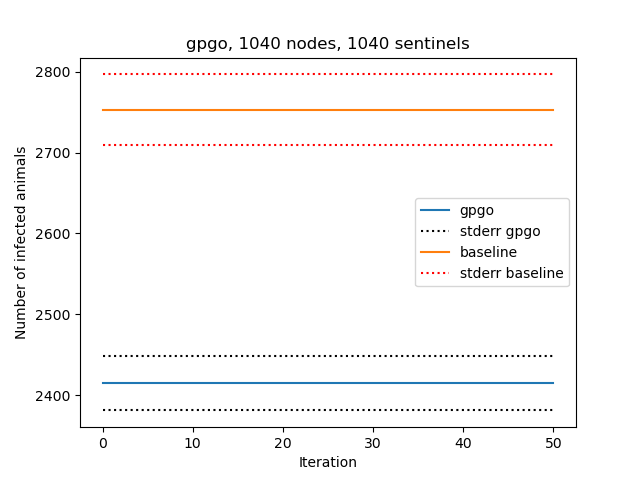 gpgo, 1040 nodes, 1040 sentinels
2800
2700
2600
2500
2400
Number of infected animals
gpgo
stderr gpgo
baseline
stderr baseline
0 10 20 30 40 50
Iteration